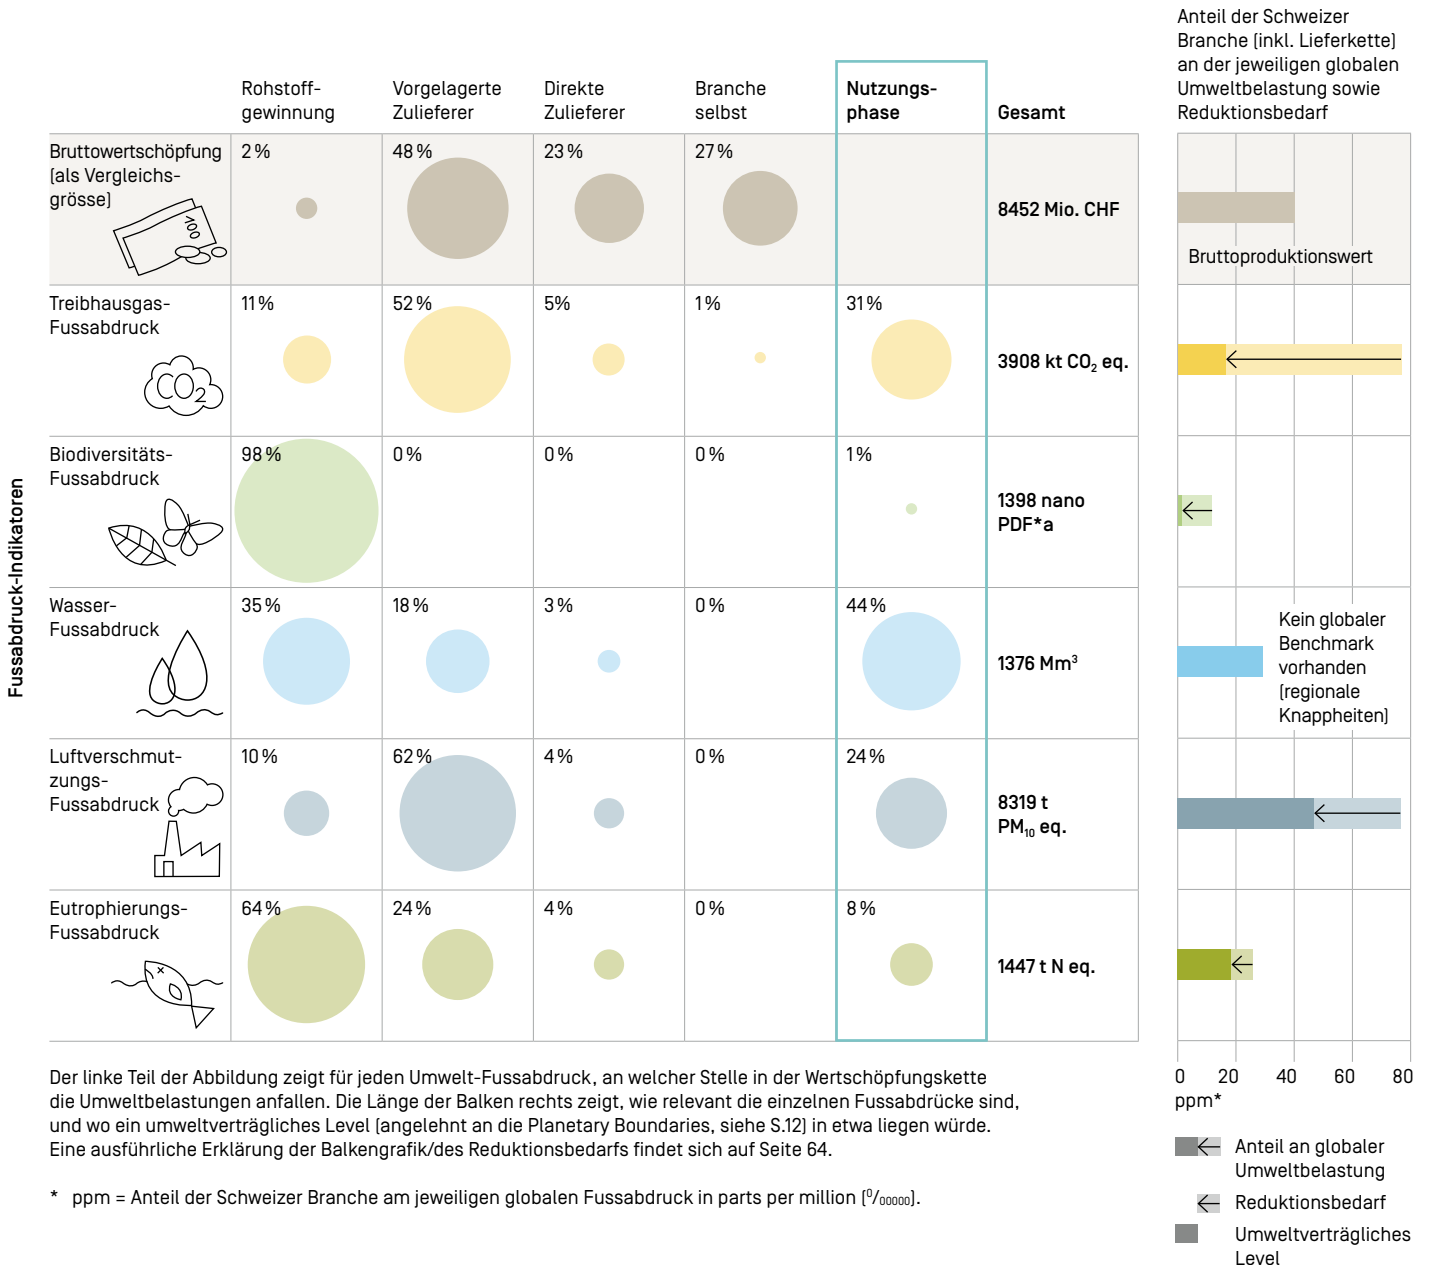 Anteil der Schweizer
Branche (inkl. Lieferkette)
an der jeweiligen globalen
Umweltbelastung sowie
Reduktionsbedarf
Rohstoff-
gewinnung
Vorgelagerte
Zulieferer
Direkte
Zulieferer
Branche
selbst
Nutzungs-
phase
Gesamt
Fussabdruck-Indikatoren
Bruttowertschöpfung
(als Vergleichs-
grösse)
100
2 %
48 %
23 %
27 %
8452 Mio. CHF
Bruttoproduktionswert
Treibhausgas-
Fussabdruck
CO2
11 %
52 %
5%
1 %
31 %
3908 kt CO₂ eq.
Biodiversitäts-
Fussabdruck
98 %
0 %
0 %
0 %
1 %
1398 nano
PDF*a
Wasser-
Fussabdruck
35 %
18 %
3 %
0 %
44 %
1376 Mm³
Kein globaler
Benchmark
vorhanden
(regionale
Knappheiten)
Luftverschmut-
zungs-
Fussabdruck
10 %
62 %
4 %
0 %
24 %
8319 t
PM₁₀ eq.
Eutrophierungs-
Fussabdruck
64 %
24 %
4 %
0 %
8 %
1447 t N eq.
0 20 40 60 80
ppm*
Der linke Teil der Abbildung zeigt für jeden Umwelt-Fussabdruck, an welcher Stelle in der Wertschöpfungskette
die Umweltbelastungen anfallen. Die Länge der Balken rechts zeigt, wie relevant die einzelnen Fussabdrücke sind,
und wo ein umweltverträgliches Level (angelehnt an die Planetary Boundaries, siehe S.12) in etwa liegen würde.
Eine ausführliche Erklärung der Balkengrafik/des Reduktionsbedarfs findet sich auf Seite 64.
* ppm = Anteil der Schweizer Branche am jeweiligen globalen Fussabdruck in parts per million (⁰/₀₀₀₀₀).
Anteil an globaler
Umweltbelastung
Reduktionsbedarf
Umweltverträgliches
Level